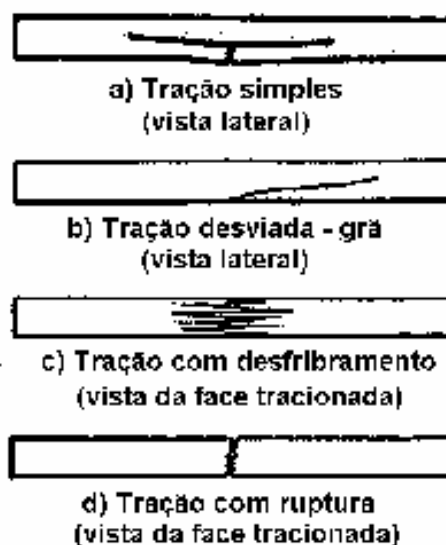 a) Tração simples
(vista lateral)
b) Tração desviada - grã
(vista lateral)
c) Tração com desfribramento
(vista da face tracionada)
d) Tração com ruptura
(vista da face tracionada)